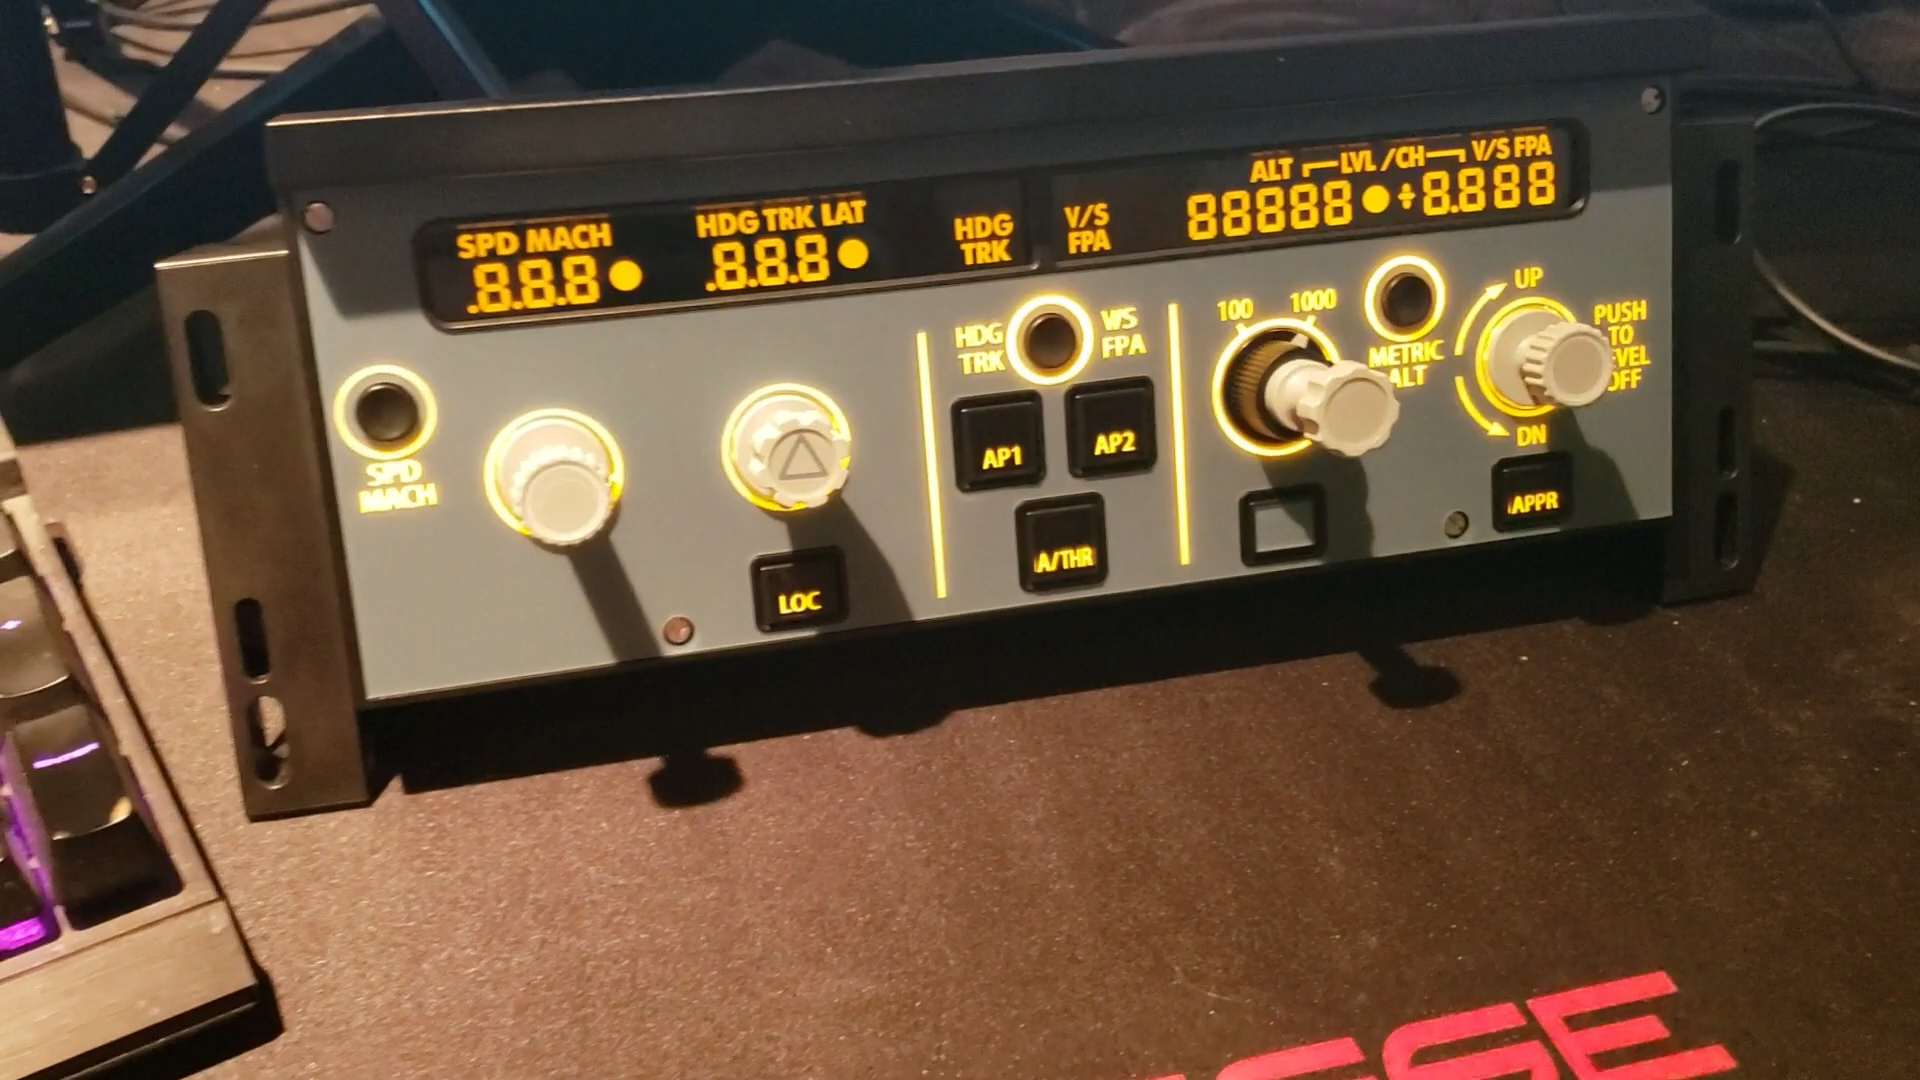 SPD MACH
.8.8.8●
HDG TRK LAT
.8.8.8●
HDG
TRK
V/S
FPA
ALT LVL /CH V/S FPA
88888●+8.888
SPD
MACH
HDG
TRK
V/S
FPA
AP1
AP2
A/THR
LOC
100
1000
METRIC
ALT
UP
DN
PUSH
TO
EVEL
OFF
APPR